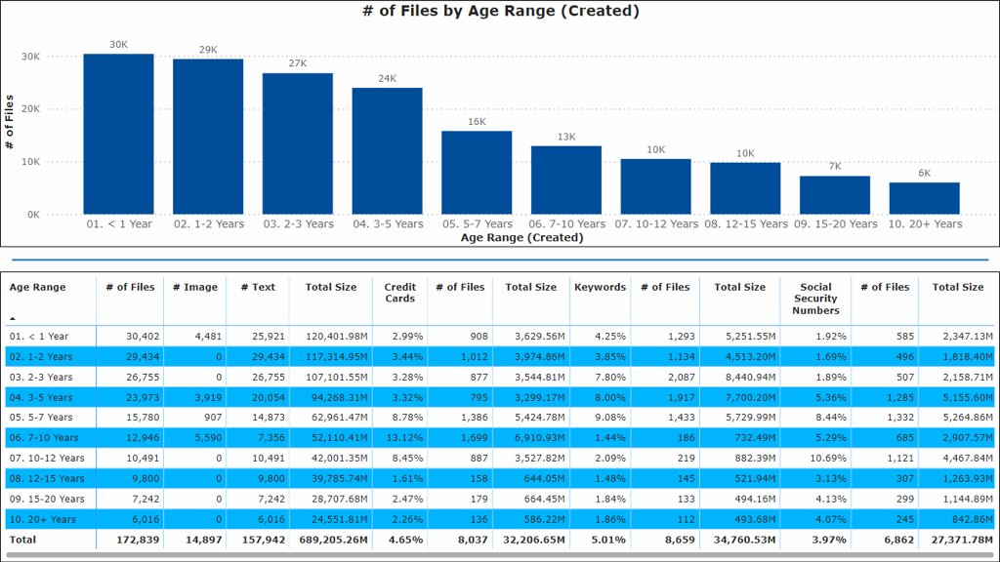 # of Files by Age Range (Created)
30K
29K
27K
24K
16K
13K
10K
10K
7K
6K
30K
20K
10K
0K
# of Files
01. < 1 Year 02. 1-2 Years 03. 2-3 Years 04. 3-5 Years 05. 5-7 Years 06. 7-10 Years 07. 10-12 Years 08. 12-15 Years 09. 15-20 Years 10. 20+ Years
Age Range (Created)
Age Range # of Files # Image # Text Total Size Credit Cards # of Files Total Size Keywords # of Files Total Size Social Security Numbers # of Files Total Size
01. < 1 Year 30,402 4,481 25,921 120,401.98M 2.99% 908 3,629.56M 4.25% 1,293 5,251.55M 1.92% 585 2,347.13M
02. 1-2 Years 29,434 0 29,434 117,314.95M 3.44% 1,012 3,974.86M 3.85% 1,134 4,513.20M 1.69% 496 1,818.40M
03. 2-3 Years 26,755 0 26,755 107,101.55M 3.28% 877 3,544.81M 7.80% 2,087 8,440.94M 1.89% 507 2,158.71M
04. 3-5 Years 23,973 3,919 20,054 94,268.31M 3.32% 795 3,299.17M 8.00% 1,917 7,700.20M 5.36% 1,285 5,155.60M
05. 5-7 Years 15,780 907 14,873 62,961.47M 8.78% 1,386 5,424.78M 9.08% 1,433 5,729.99M 8.44% 1,332 5,264.86M
06. 7-10 Years 12,946 5,590 7,356 52,110.41M 13.12% 1,699 6,910.93M 1.44% 186 732.49M 5.29% 685 2,907.57M
07. 10-12 Years 10,491 0 10,491 42,001.35M 8.45% 887 3,527.82M 2.09% 219 882.39M 10.69% 1,121 4,467.84M
08. 12-15 Years 9,800 0 9,800 39,785.74M 1.61% 158 644.05M 1.48% 145 521.94M 3.13% 307 1,263.93M
09. 15-20 Years 7,242 0 7,242 28,707.68M 2.47% 179 664.45M 1.84% 133 494.16M 4.13% 299 1,144.89M
10. 20+ Years 6,016 0 6,016 24,551.81M 2.26% 136 586.22M 1.86% 112 493.68M 4.07% 245 842.86M
Total 172,839 14,897 157,942 689,205.26M 4.65% 8,037 32,206.65M 5.01% 8,659 34,760.53M 3.97% 6,862 27,371.78M